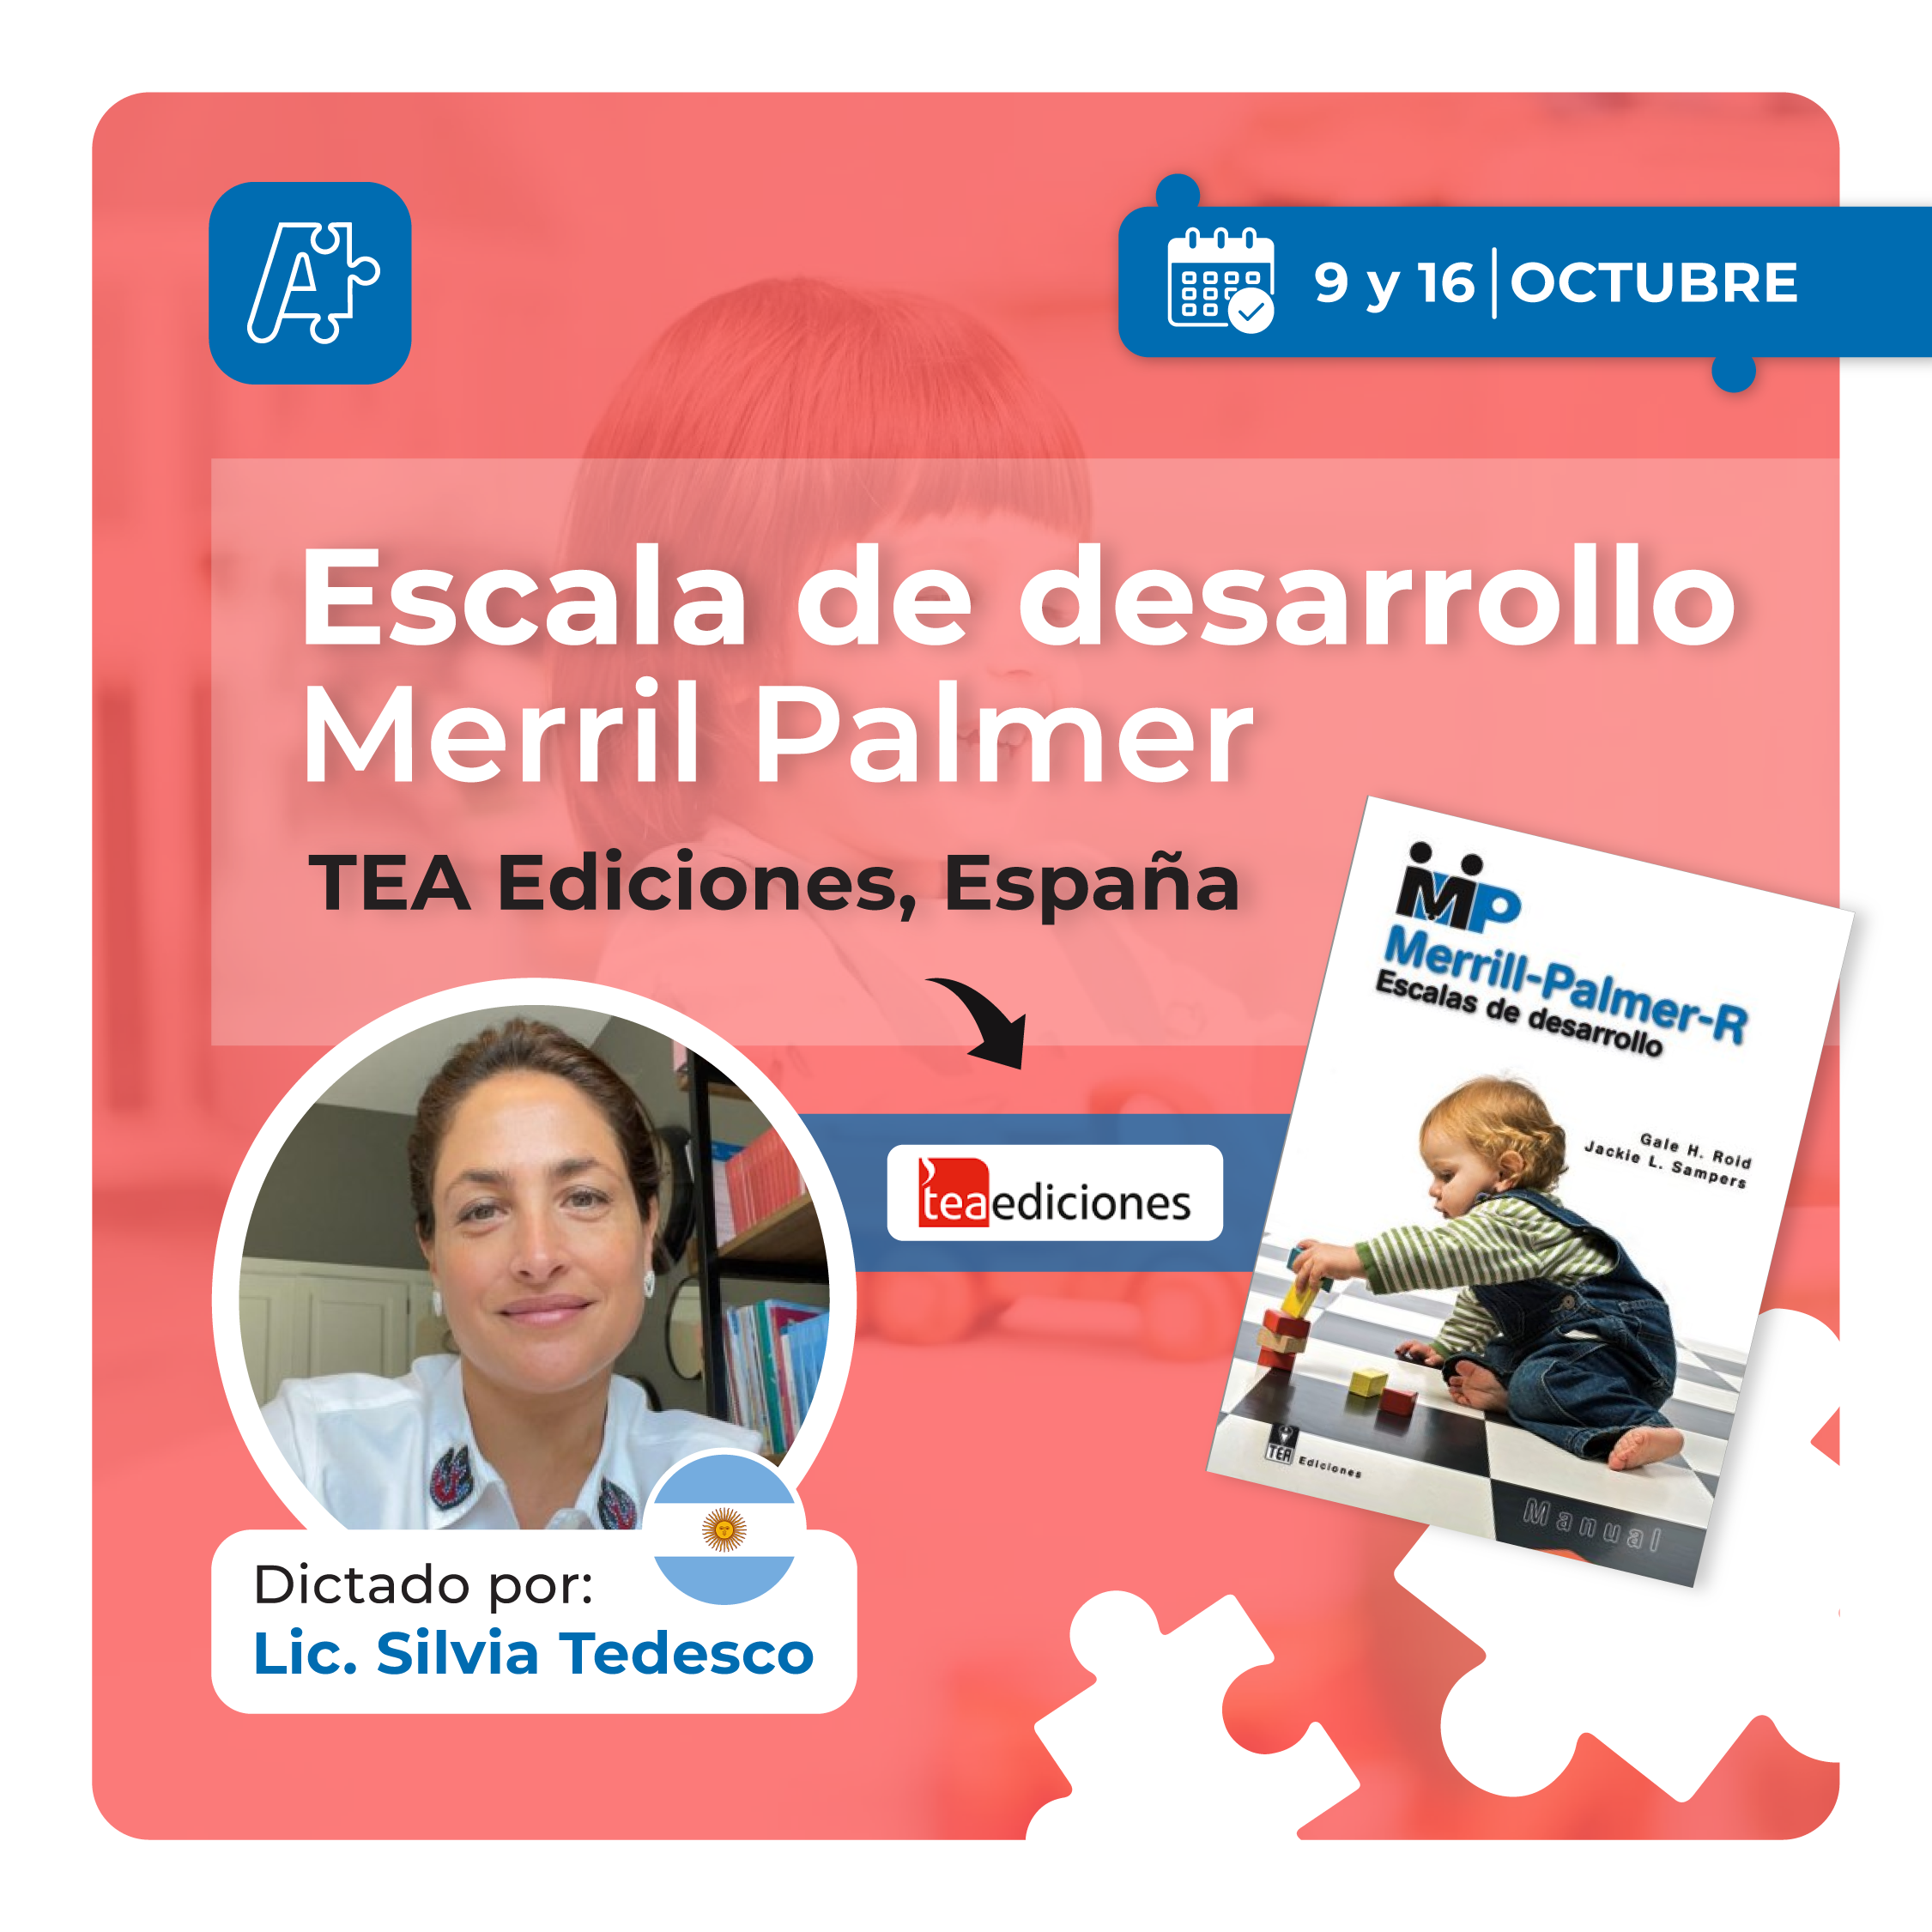 9 y 16 | OCTUBRE
Escala de desarrollo
Merril Palmer
TEA Ediciones, España
teaediciones
MP
Merrill-Palmer-R
Escalas de desarrollo
Gale H. Roid
Jackie L. Sampers
TEA Ediciones
Manual
Dictado por:
Lic. Silvia Tedesco